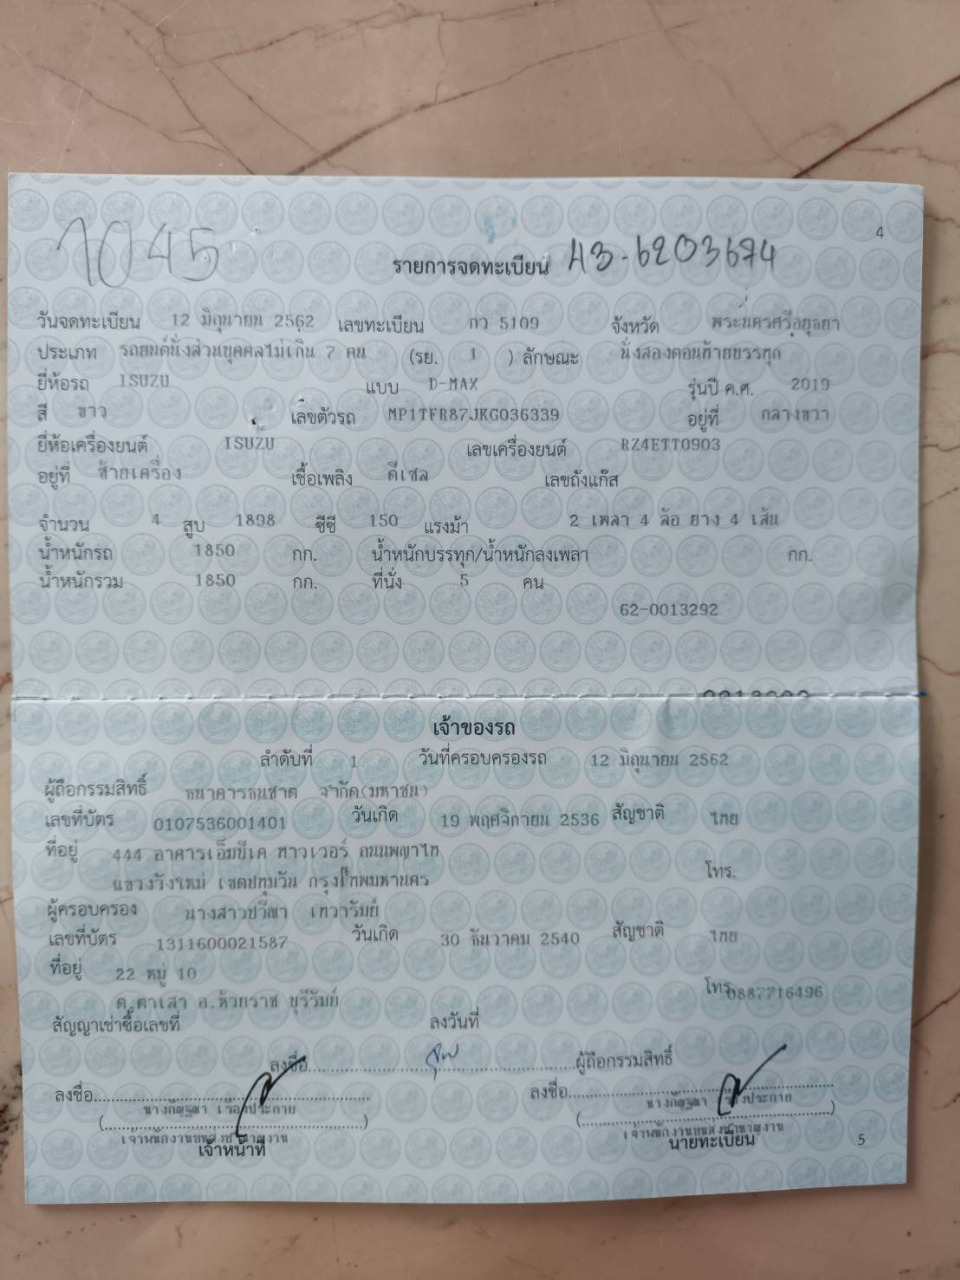 4
1045
รายการจดทะเบียน 43-6203674
วันจดทะเบียน 12 มิถุนายน 2562 เลขทะเบียน กว 5109 จังหวัด พระนครศรีอยุธยา
ประเภท รถยนต์นั่งส่วนบุคคลไม่เกิน 7 คน (รย. 1 ) ลักษณะ นั่งสองตอนท้ายบรรทุก
ยี่ห้อรถ ISUZU แบบ D-MAX รุ่นปี ค.ศ. 2019
สี ขาว เลขตัวรถ MP1TFR87JKG036339 อยู่ที่ กลางขวา
ยี่ห้อเครื่องยนต์ ISUZU เลขเครื่องยนต์ RZ4ETT0903
อยู่ที่ ซ้ายเครื่อง เชื้อเพลิง ดีเซล เลขถังแก๊ส
จำนวน 4 สูบ 1898 ซีซี 150 แรงม้า 2 เพลา 4 ล้อ ยาง 4 เส้น
น้ำหนักรถ 1850 กก. น้ำหนักบรรทุก/น้ำหนักลงเพลา กก.
น้ำหนักรวม 1850 กก. ที่นั่ง 5 คน
62-0013292
เจ้าของรถ
ลำดับที่ 1 วันที่ครอบครองรถ 12 มิถุนายน 2562
ผู้ถือกรรมสิทธิ์ ธนาคารธนชาต จำกัด(มหาชน)
เลขที่บัตร 0107536001401 วันเกิด 19 พฤศจิกายน 2536 สัญชาติ ไทย
ที่อยู่ 444 อาคารเอ็มบีเค ทาวเวอร์ ถนนพญาไท
แขวงวังใหม่ เขตปทุมวัน กรุงเทพมหานคร โทร.
ผู้ครอบครอง นางสาวปวีณา เทวารัมย์
เลขที่บัตร 1311600021587 วันเกิด 30 ธันวาคม 2540 สัญชาติ ไทย
ที่อยู่ 22 หมู่ 10
ต.ตาเสา อ.ห้วยราช บุรีรัมย์ โทร. 0887716496
สัญญาเช่าซื้อเลขที่ ลงวันที่
ลงชื่อ ผู้ถือกรรมสิทธิ์
ลงชื่อ ลงชื่อ
เจ้าหน้าที่ นายทะเบียน
5